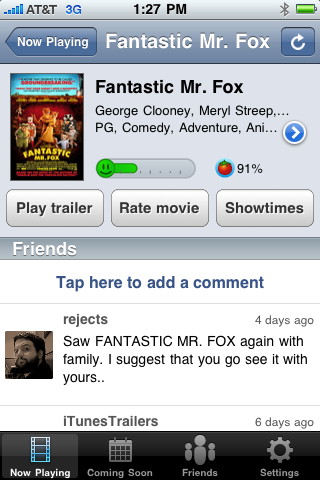 AT&T 3G 1:27 PM
Now Playing
Fantastic Mr. Fox
GROUNDBREAKING
FANTASTIC
MR. FOX
Fantastic Mr. Fox
George Clooney, Meryl Streep,...
PG, Comedy, Adventure, Ani...
91%
Play trailer
Rate movie
Showtimes
Friends
Tap here to add a comment
rejects
4 days ago
Saw FANTASTIC MR. FOX again with
family. I suggest that you go see it with
yours..
iTunesTrailers
6 days ago
Now Playing
Coming Soon
Friends
Settings